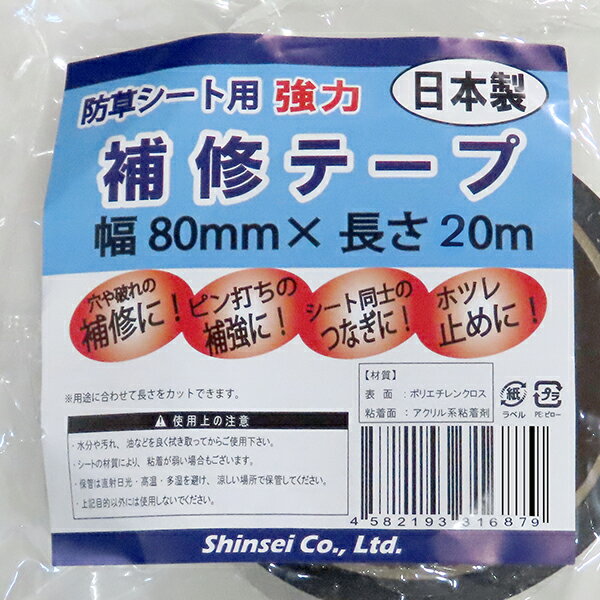 防草シート用 強力
日本製
補修テープ
幅80mm×長さ20m
穴や破れの
補修に!
ピン打ちの
補強に!
シート同士の
つなぎに!
ホツレ
止めに!
※用途に合わせて長さをカットできます。
使用上の注意
・水分や汚れ、油などを良く拭き取ってからご使用下さい。
・シートの材質により、粘着が弱い場合もございます。
・保管は直射日光・高温・多湿を避け、涼しい場所で保管してください。
・上記目的以外には使用しないでください。
【材質】
表 面 : ポリエチレンクロス
粘着面 : アクリル系粘着剤
紙
ラベル
プラ
PE:ピロー
4 582193 316879
Shinsei Co., Ltd.